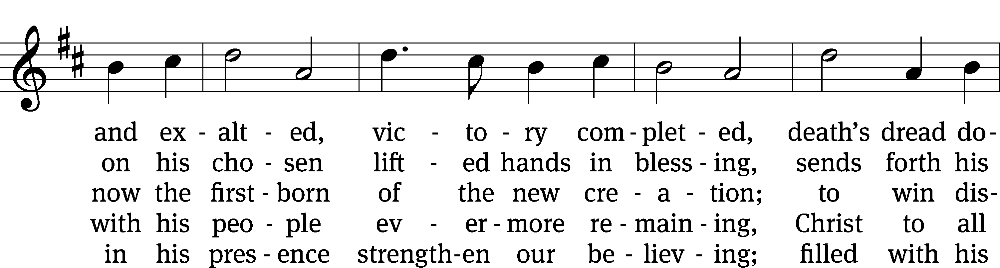 and ex - alt - ed, vic - to - ry com - plet - ed, death’s dread do-
on his cho - sen lift - ed hands in bless - ing, sends forth his
now the first - born of the new cre - a - tion; to win dis-
with his peo - ple ev - er - more re - main - ing, Christ to all
in his pres - ence strength-en our be - liev - ing; filled with his